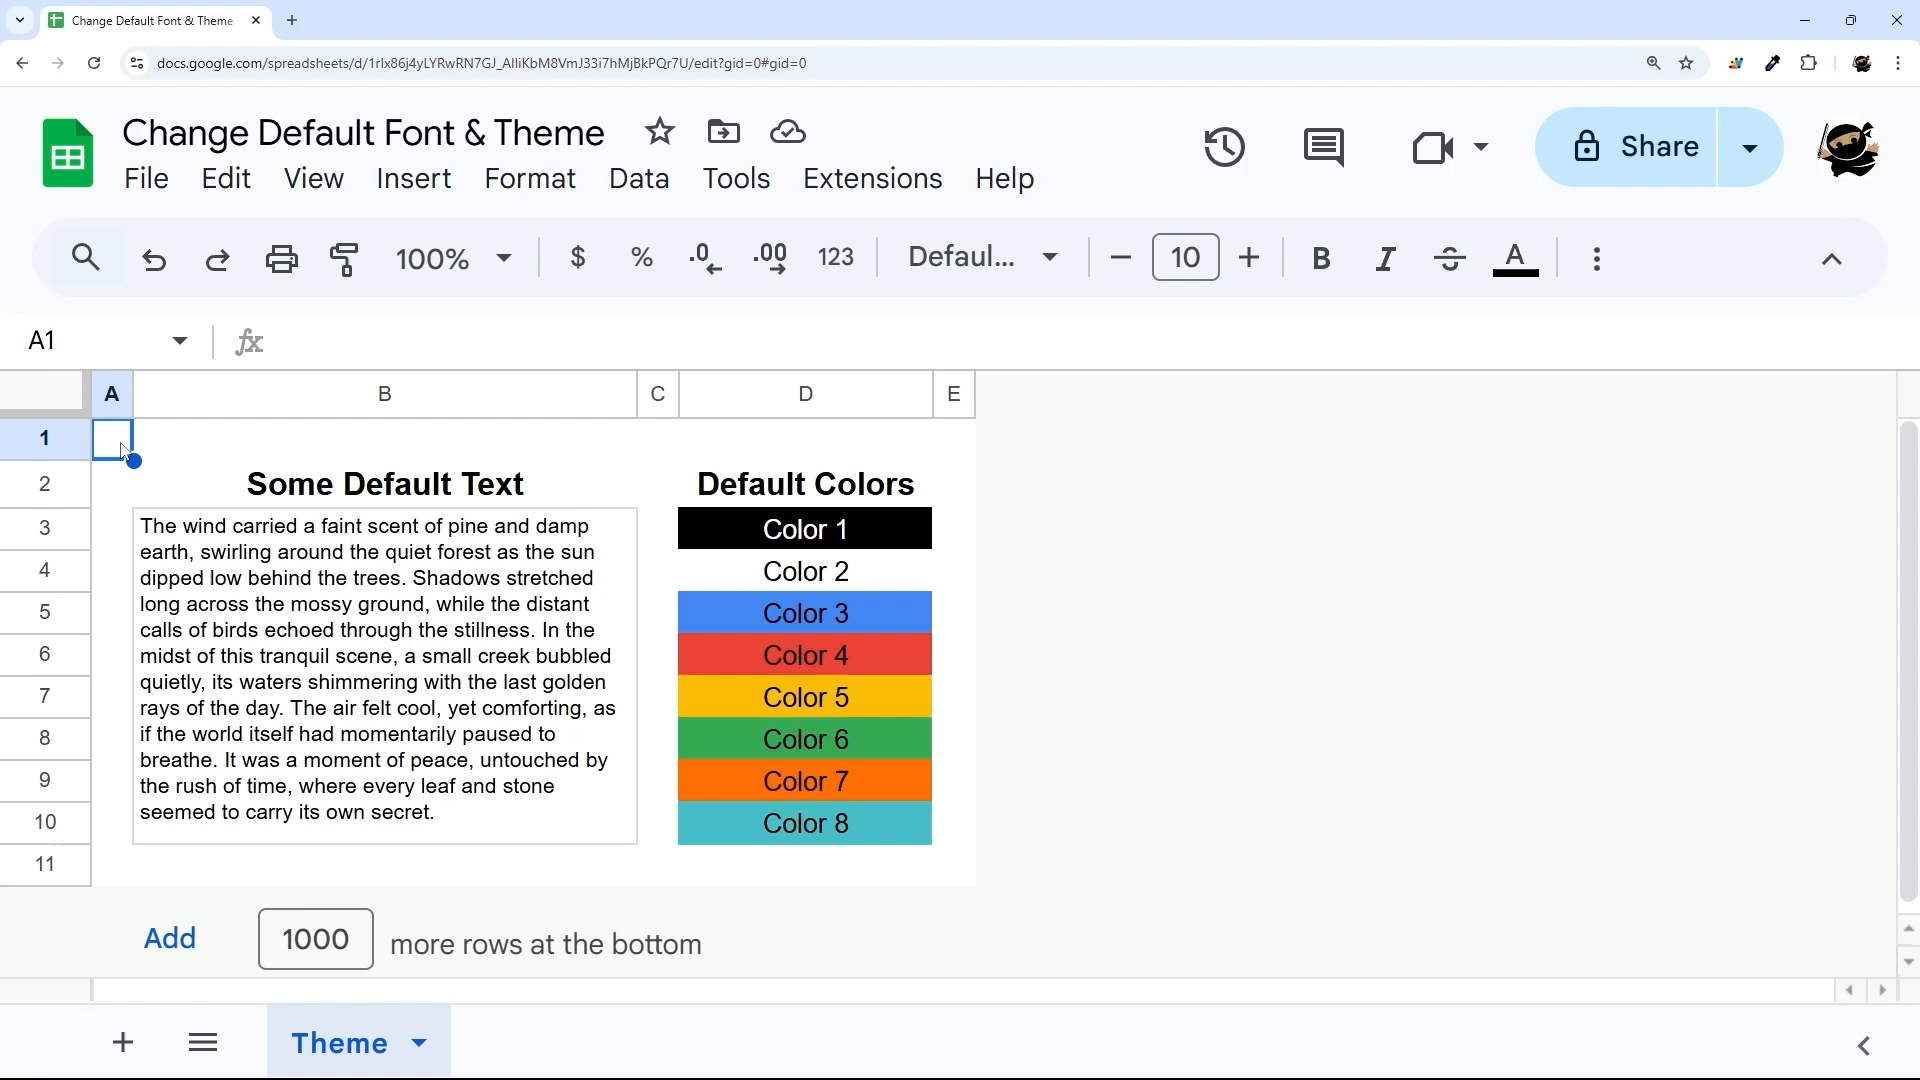 Change Default Font & Theme
docs.google.com/spreadsheets/d/1rlx86j4yLYRwRN7GJ_AlliKbM8VmJ33i7hMjBkPQr7U/edit?gid=0#gid=0
Change Default Font & Theme
File Edit View Insert Format Data Tools Extensions Help
Share
100% $ % .0 .00 123 Defaul... 10 B I S A
A1 fx
A B C D E
1
2 Some Default Text Default Colors
3 The wind carried a faint scent of pine and damp Color 1
earth, swirling around the quiet forest as the sun
4 dipped low behind the trees. Shadows stretched Color 2
5 long across the mossy ground, while the distant Color 3
calls of birds echoed through the stillness. In the
6 midst of this tranquil scene, a small creek bubbled Color 4
7 quietly, its waters shimmering with the last golden Color 5
rays of the day. The air felt cool, yet comforting, as
8 if the world itself had momentarily paused to Color 6
breathe. It was a moment of peace, untouched by
9 the rush of time, where every leaf and stone Color 7
10 seemed to carry its own secret. Color 8
11
Add 1000 more rows at the bottom
Theme